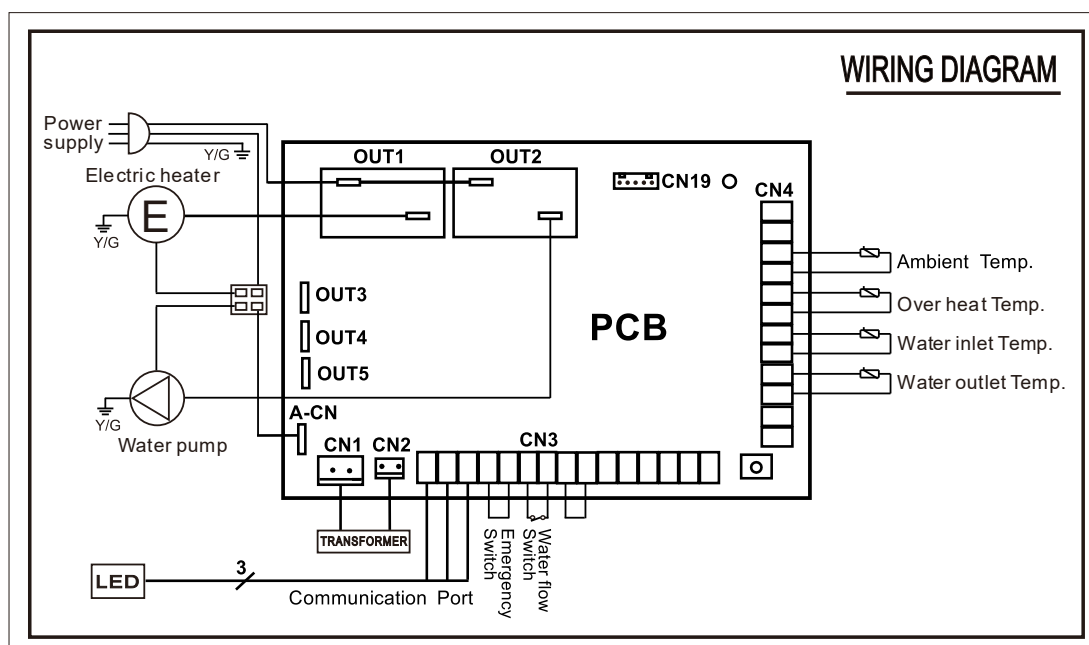 WIRING DIAGRAM
Power
supply
Y/G
OUT1
OUT2
CN19
CN4
Electric heater
E
Y/G
Ambient Temp.
Over heat Temp.
Water inlet Temp.
Water outlet Temp.
OUT3
OUT4
OUT5
PCB
A-CN
Y/G
Water pump
CN1
CN2
CN3
TRANSFORMER
Emergency
Switch
Water flow
Switch
LED
3
Communication Port